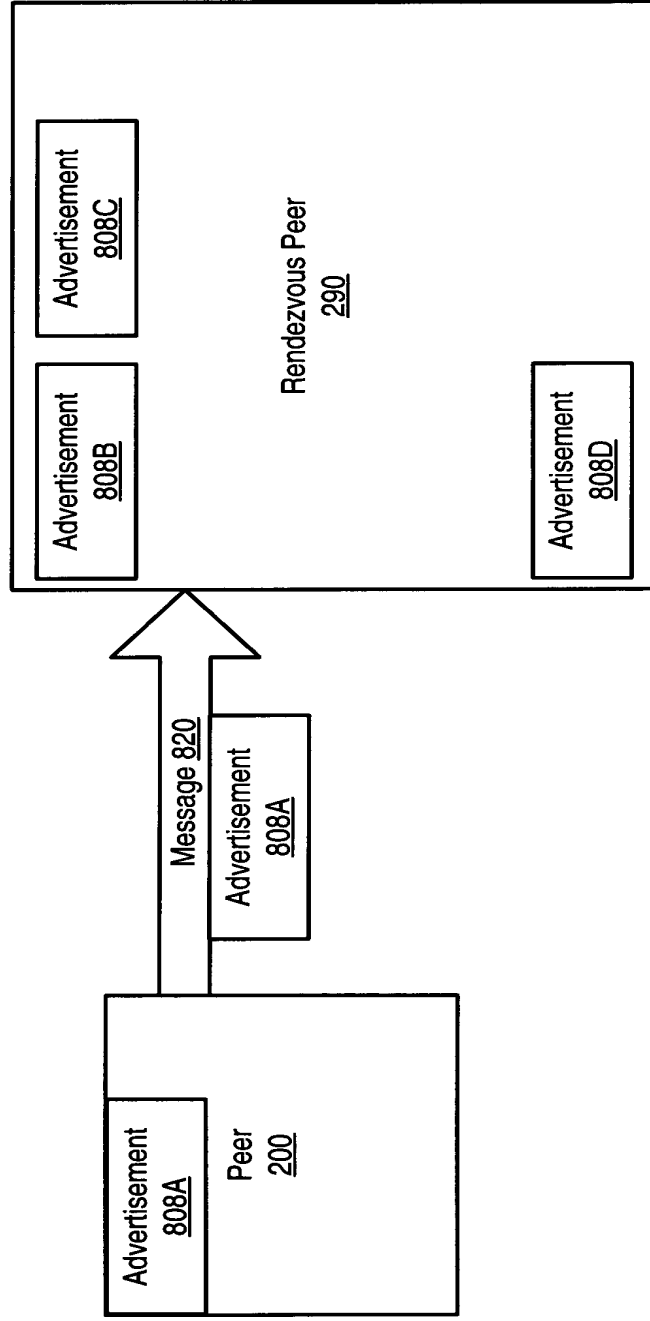 Advertisement
808A
Peer
200
Message 820
Advertisement
808A
Advertisement
808B
Advertisement
808C
Rendezvous Peer
290
Advertisement
808D